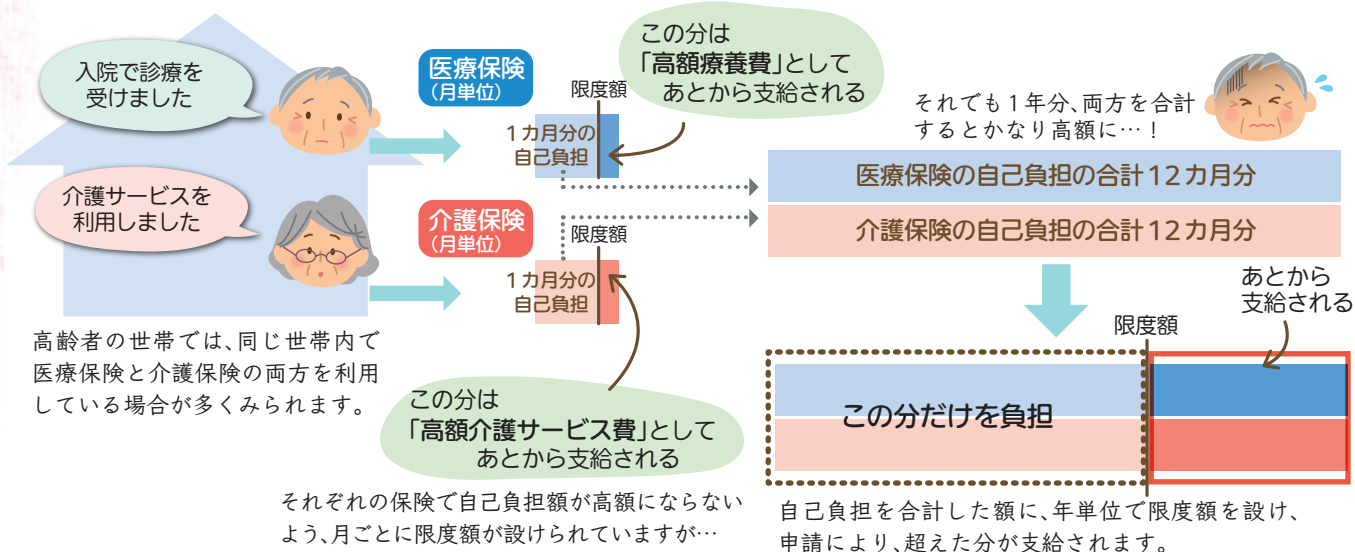 入院で診療を
受けました
医療保険
（月単位）
限度額
1カ月分の
自己負担
この分は
「高額療養費」として
あとから支給される
介護サービスを
利用しました
介護保険
（月単位）
限度額
1カ月分の
自己負担
この分は
「高額介護サービス費」として
あとから支給される
高齢者の世帯では、同じ世帯内で
医療保険と介護保険の両方を利用
している場合が多くみられます。
それぞれの保険で自己負担額が高額にならない
よう、月ごとに限度額が設けられていますが…
それでも1年分、両方を合計
するとかなり高額に…！
医療保険の自己負担の合計12カ月分
介護保険の自己負担の合計12カ月分
限度額
あとから
支給される
この分だけを負担
自己負担を合計した額に、年単位で限度額を設け、
申請により、超えた分が支給されます。